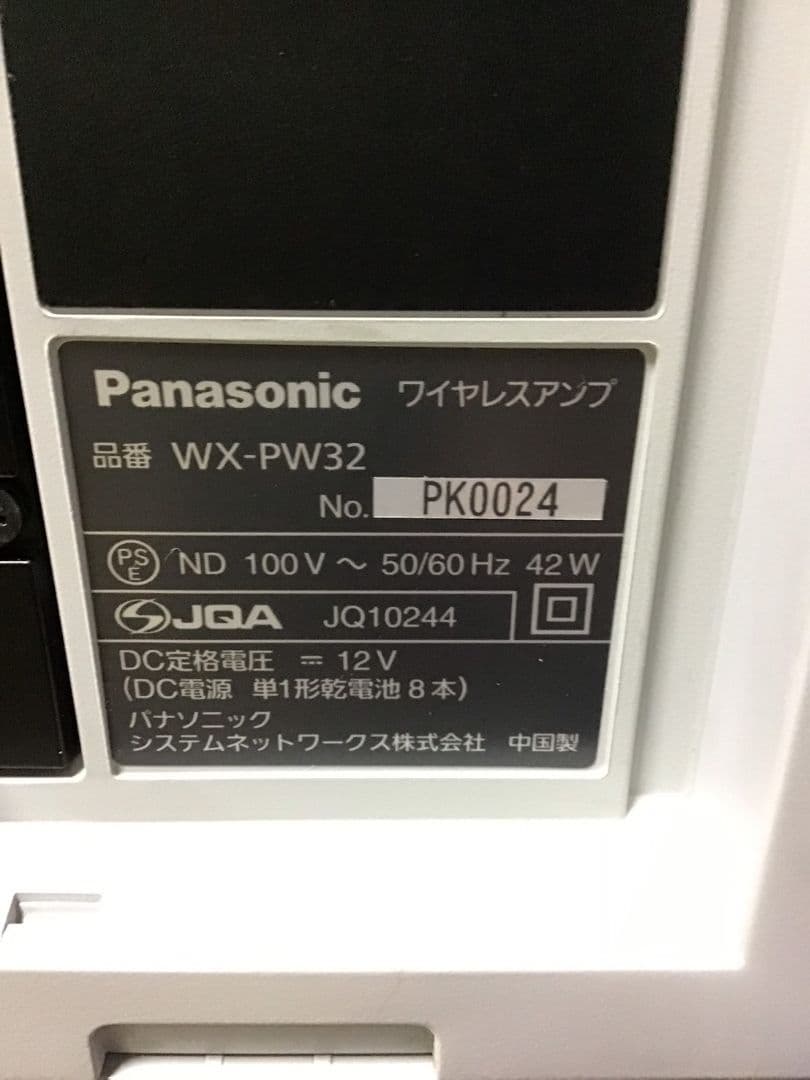 Panasonic ワイヤレスアンプ
品番 WX-PW32
No. PK0024
PSE ND 100V～ 50/60Hz 42W
JQA JQ10244
DC定格電圧 ⎓ 12V
(DC電源 単1形乾電池8本)
パナソニック
システムネットワークス株式会社 中国製